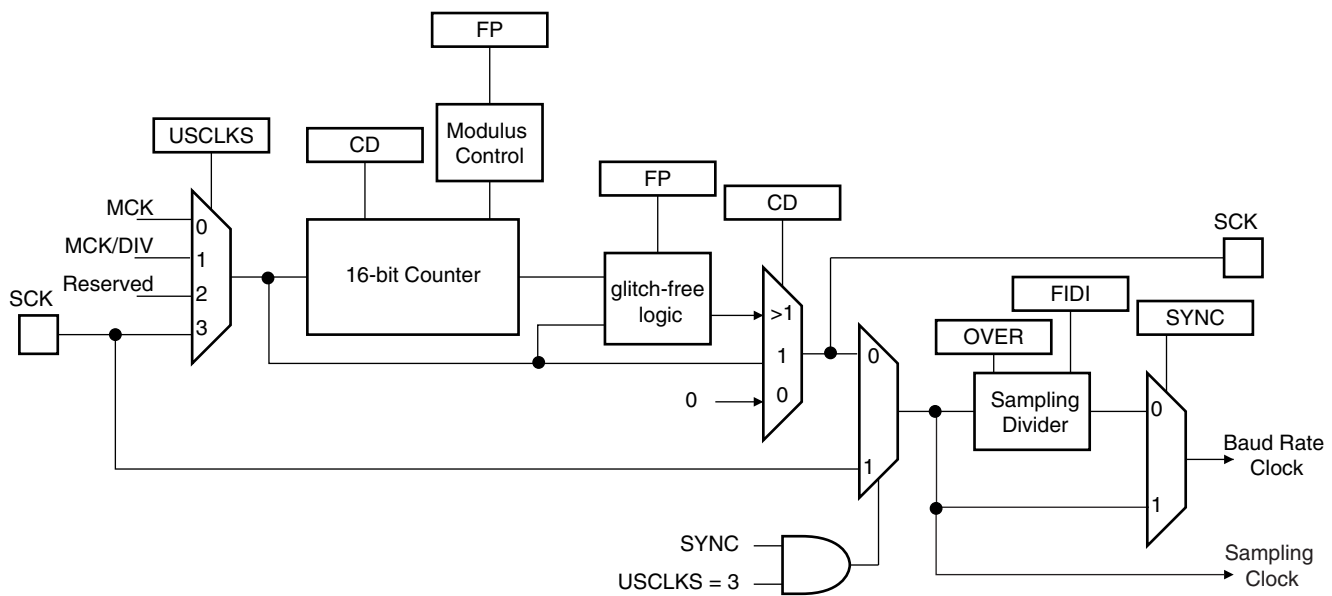 FP
Modulus
Control
USCLKS
CD
FP
CD
MCK
0
MCK/DIV
1
Reserved
2
SCK
3
16-bit Counter
glitch-free
logic
>1
1
0
0
SCK
FIDI
OVER
SYNC
0
1
Sampling
Divider
0
1
Baud Rate
Clock
SYNC
USCLKS = 3
Sampling
Clock